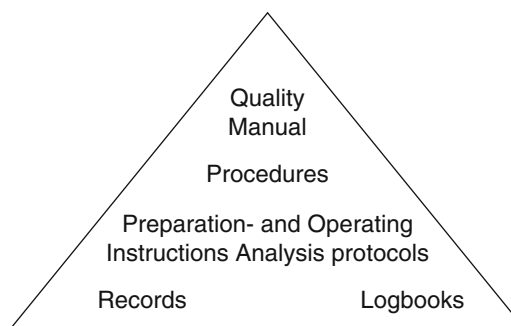 Quality
Manual
Procedures
Preparation- and Operating
Instructions Analysis protocols
Records Logbooks